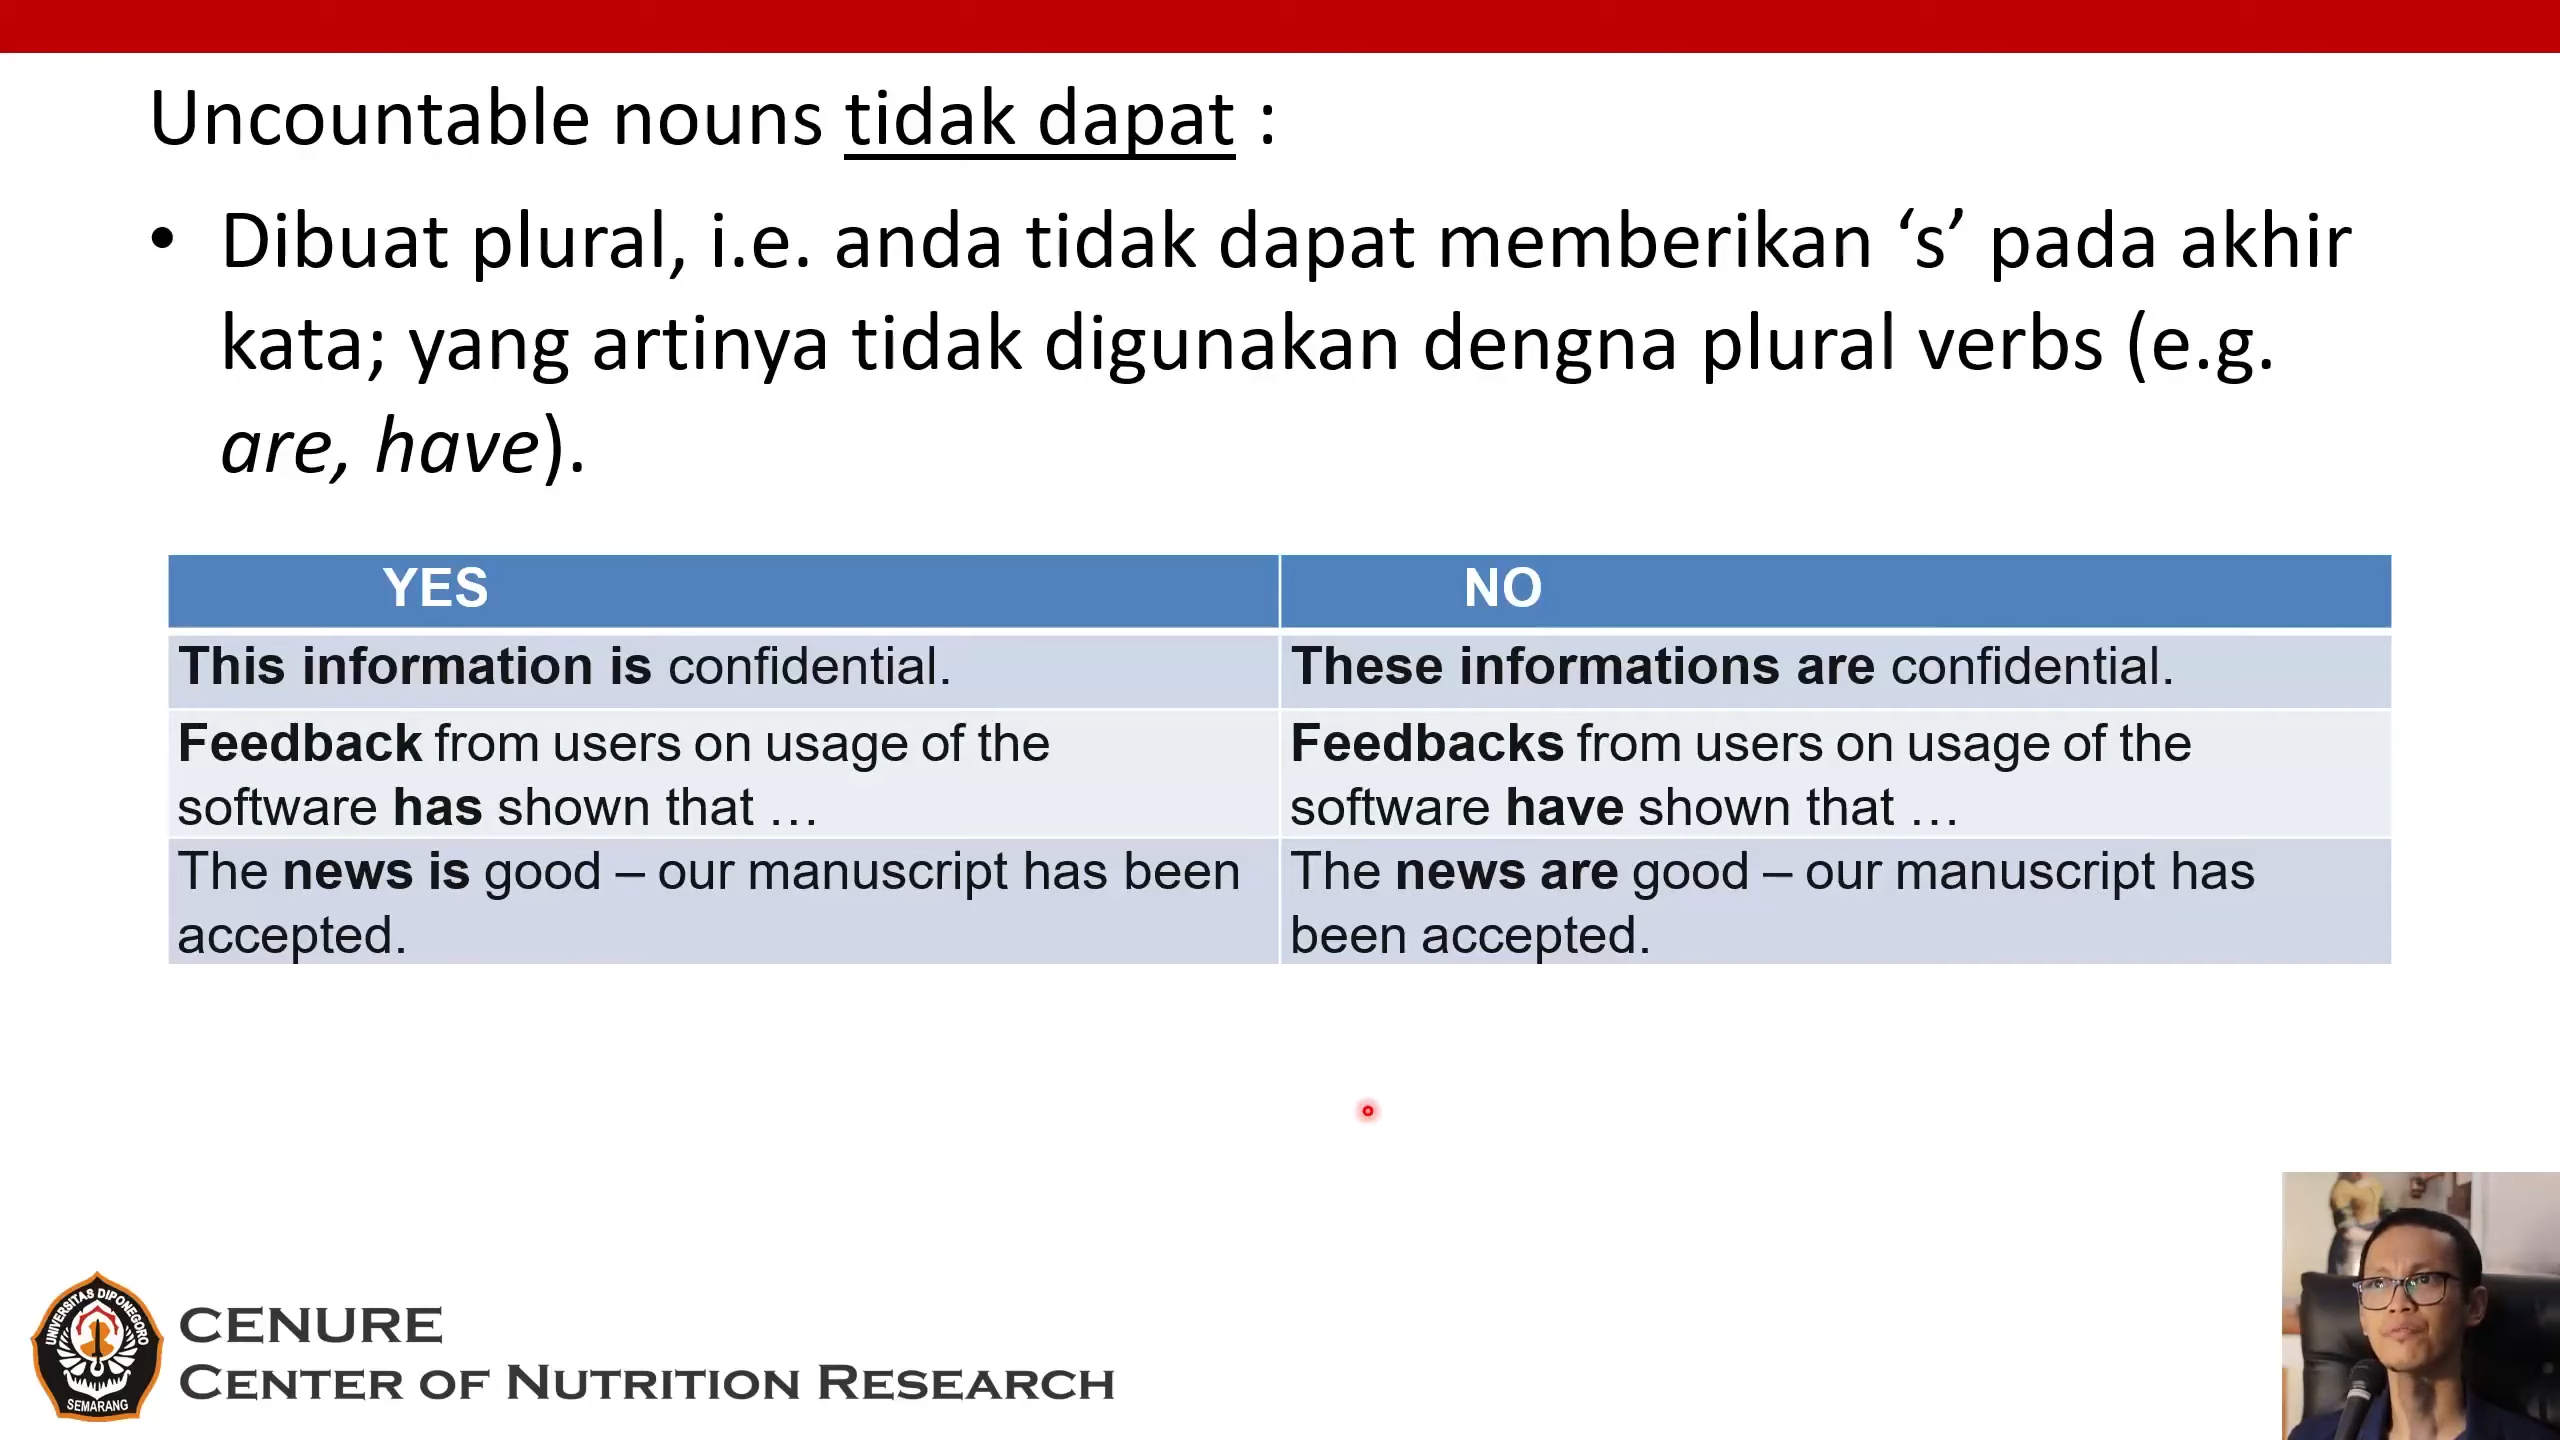 Uncountable nouns tidak dapat :
• Dibuat plural, i.e. anda tidak dapat memberikan ‘s’ pada akhir
kata; yang artinya tidak digunakan dengna plural verbs (e.g.
are, have).
YES
NO
This information is confidential.
These informations are confidential.
Feedback from users on usage of the
software has shown that …
Feedbacks from users on usage of the
software have shown that …
The news is good – our manuscript has been
accepted.
The news are good – our manuscript has
been accepted.
UNIVERSITAS DIPONEGORO
SEMARANG
CENURE
CENTER OF NUTRITION RESEARCH